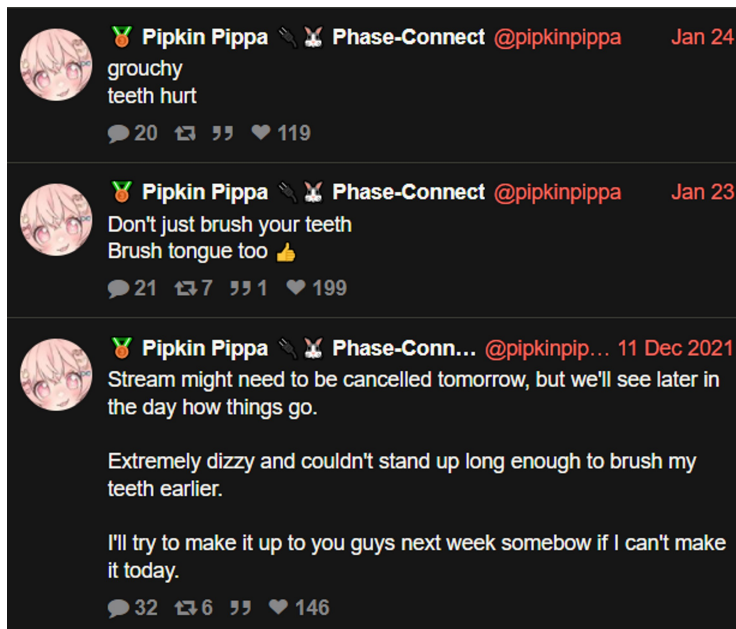 🥉 Pipkin Pippa 🔌🐰 Phase-Connect @pipkinpippa Jan 24
grouchy
teeth hurt
20 119
🥉 Pipkin Pippa 🔌🐰 Phase-Connect @pipkinpippa Jan 23
Don't just brush your teeth
Brush tongue too 👍
21 7 1 199
🥉 Pipkin Pippa 🔌🐰 Phase-Conn... @pipkinpip... 11 Dec 2021
Stream might need to be cancelled tomorrow, but we'll see later in
the day how things go.
Extremely dizzy and couldn't stand up long enough to brush my
teeth earlier.
I'll try to make it up to you guys next week somebow if I can't make
it today.
32 6 146